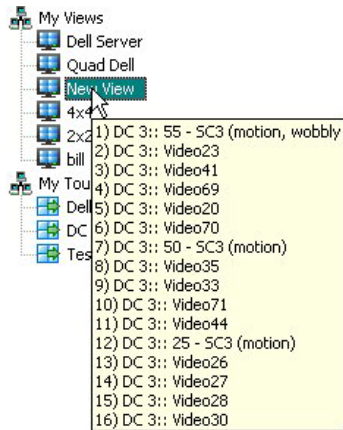 My Views
Dell Server
Quad Dell
New View
4x4
2x2
bill
My Tou
Dell
DC
Tes
1) DC 3:: 55 - SC3 (motion, wobbly
2) DC 3:: Video23
3) DC 3:: Video41
4) DC 3:: Video69
5) DC 3:: Video20
6) DC 3:: Video70
7) DC 3:: 50 - SC3 (motion)
8) DC 3:: Video35
9) DC 3:: Video33
10) DC 3:: Video71
11) DC 3:: Video44
12) DC 3:: 25 - SC3 (motion)
13) DC 3:: Video26
14) DC 3:: Video27
15) DC 3:: Video28
16) DC 3:: Video30